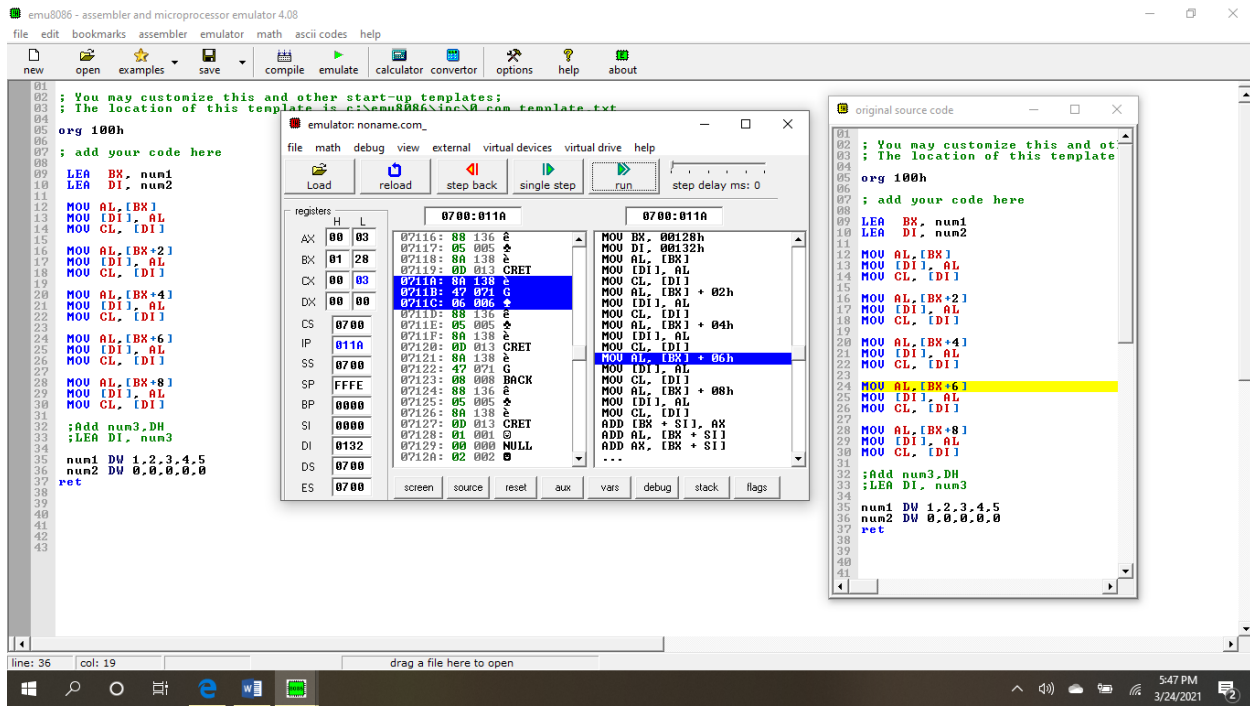 emu8086 - assembler and microprocessor emulator 4.08
file edit bookmarks assembler emulator math ascii codes help
new open examples save compile emulate calculator convertor options help about
01
02 ; You may customize this and other start-up templates;
03 ; The location of this template is c:\emu8086\inc\0_com_template.txt
04
05 org 100h
06
07 ; add your code here
08
09 LEA BX, num1
10 LEA DI, num2
11
12 MOV AL,[BX]
13 MOV [DI], AL
14 MOV CL, [DI]
15
16 MOV AL,[BX+2]
17 MOV [DI], AL
18 MOV CL, [DI]
19
20 MOV AL,[BX+4]
21 MOV [DI], AL
22 MOV CL, [DI]
23
24 MOV AL,[BX+6]
25 MOV [DI], AL
26 MOV CL, [DI]
27
28 MOV AL,[BX+8]
29 MOV [DI], AL
30 MOV CL, [DI]
31
32 ;Add num3,DH
33 ;LEA DI, num3
34
35 num1 DW 1,2,3,4,5
36 num2 DW 0,0,0,0,0
37 ret
38
39
40
41
42
43
emulator: noname.com_
file math debug view external virtual devices virtual drive help
Load reload step back single step run step delay ms: 0
registers
H L
AX 00 03
BX 01 28
CX 00 03
DX 00 00
CS 0700
IP 011A
SS 0700
SP FFFE
BP 0000
SI 0000
DI 0132
DS 0700
ES 0700
0700:011A
07116: 88 136 ê
07117: 05 005 ♣
07118: 8A 138 è
07119: 0D 013 CRET
0711A: 8A 138 è
0711B: 47 071 G
0711C: 06 006 ♠
0711D: 88 136 ê
0711E: 05 005 ♣
0711F: 8A 138 è
07120: 0D 013 CRET
07121: 8A 138 è
07122: 47 071 G
07123: 08 008 BACK
07124: 88 136 ê
07125: 05 005 ♣
07126: 8A 138 è
07127: 0D 013 CRET
07128: 01 001 ☺
07129: 00 000 NULL
0712A: 02 002 ☻
0700:011A
MOV BX, 00128h
MOV DI, 00132h
MOV AL, [BX]
MOV [DI], AL
MOV CL, [DI]
MOV AL, [BX] + 02h
MOV [DI], AL
MOV CL, [DI]
MOV AL, [BX] + 04h
MOV [DI], AL
MOV CL, [DI]
MOV AL, [BX] + 06h
MOV [DI], AL
MOV CL, [DI]
MOV AL, [BX] + 08h
MOV [DI], AL
MOV CL, [DI]
ADD [BX + SI], AX
ADD AL, [BX + SI]
ADD AX, [BX + SI]
...
screen source reset aux vars debug stack flags
original source code
01
02 ; You may customize this and ot
03 ; The location of this template
04
05 org 100h
06
07 ; add your code here
08
09 LEA BX, num1
10 LEA DI, num2
11
12 MOV AL,[BX]
13 MOV [DI], AL
14 MOV CL, [DI]
15
16 MOV AL,[BX+2]
17 MOV [DI], AL
18 MOV CL, [DI]
19
20 MOV AL,[BX+4]
21 MOV [DI], AL
22 MOV CL, [DI]
23
24 MOV AL,[BX+6]
25 MOV [DI], AL
26 MOV CL, [DI]
27
28 MOV AL,[BX+8]
29 MOV [DI], AL
30 MOV CL, [DI]
31
32 ;Add num3,DH
33 ;LEA DI, num3
34
35 num1 DW 1,2,3,4,5
36 num2 DW 0,0,0,0,0
37 ret
38
39
40
41
line: 36 col: 19 drag a file here to open
5:47 PM
3/24/2021
2